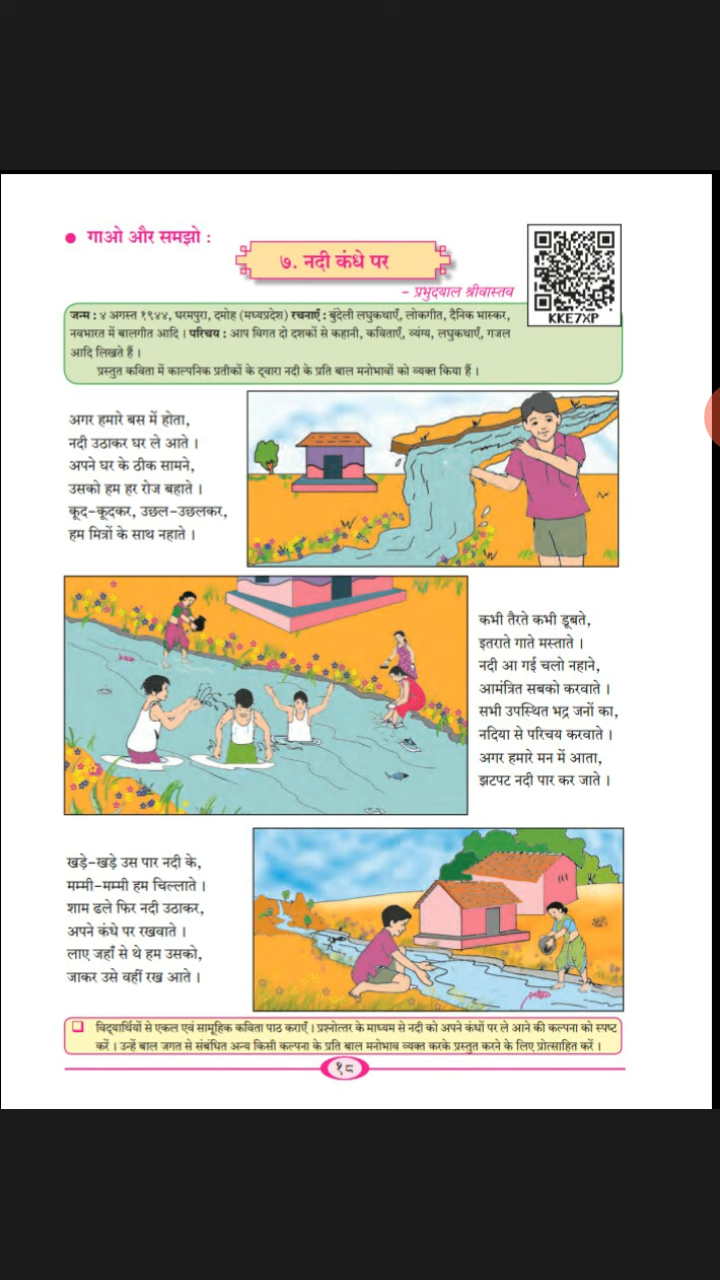 ● गाओ और समझो :
७. नदी कंधे पर
KKE7XP
– प्रभुदयाल श्रीवास्तव
जन्म : ४ अगस्त १९४४, घरमपुरा, दमोह (मध्यप्रदेश) रचनाएँ : बुंदेली लघुकथाएँ, लोकगीत, दैनिक भास्कर,
नवभारत में बालगीत आदि । परिचय : आप विगत दो दशकों से कहानी, कविताएँ, व्यंग्य, लघुकथाएँ, गजल
आदि लिखते हैं ।
प्रस्तुत कविता में काल्पनिक प्रतीकों के द्‌वारा नदी के प्रति बाल मनोभावों को व्यक्त किया हैं ।
अगर हमारे बस में होता,
नदी उठाकर घर ले आते ।
अपने घर के ठीक सामने,
उसको हम हर रोज बहाते ।
कूद-कूदकर, उछल-उछलकर,
हम मित्रों के साथ नहाते ।
कभी तैरते कभी डूबते,
इतराते गाते मस्ताते ।
नदी आ गई चलो नहाने,
आमंत्रित सबको करवाते ।
सभी उपस्थित भद्र जनों का,
नदिया से परिचय करवाते ।
अगर हमारे मन में आता,
झटपट नदी पार कर जाते ।
खड़े-खड़े उस पार नदी के,
मम्मी-मम्मी हम चिल्लाते ।
शाम ढले फिर नदी उठाकर,
अपने कंधे पर रखवाते ।
लाए जहाँ से थे हम उसको,
जाकर उसे वहीं रख आते ।
❑ विद्‌यार्थियों से एकल एवं सामूहिक कविता पाठ कराएँ । प्रश्नोत्तर के माध्यम से नदी को अपने कंधों पर ले आने की कल्पना को स्पष्ट
करें । उन्हें बाल जगत से संबंधित अन्य किसी कल्पना के प्रति बाल मनोभाव व्यक्त करके प्रस्तुत करने के लिए प्रोत्साहित करें ।
१८